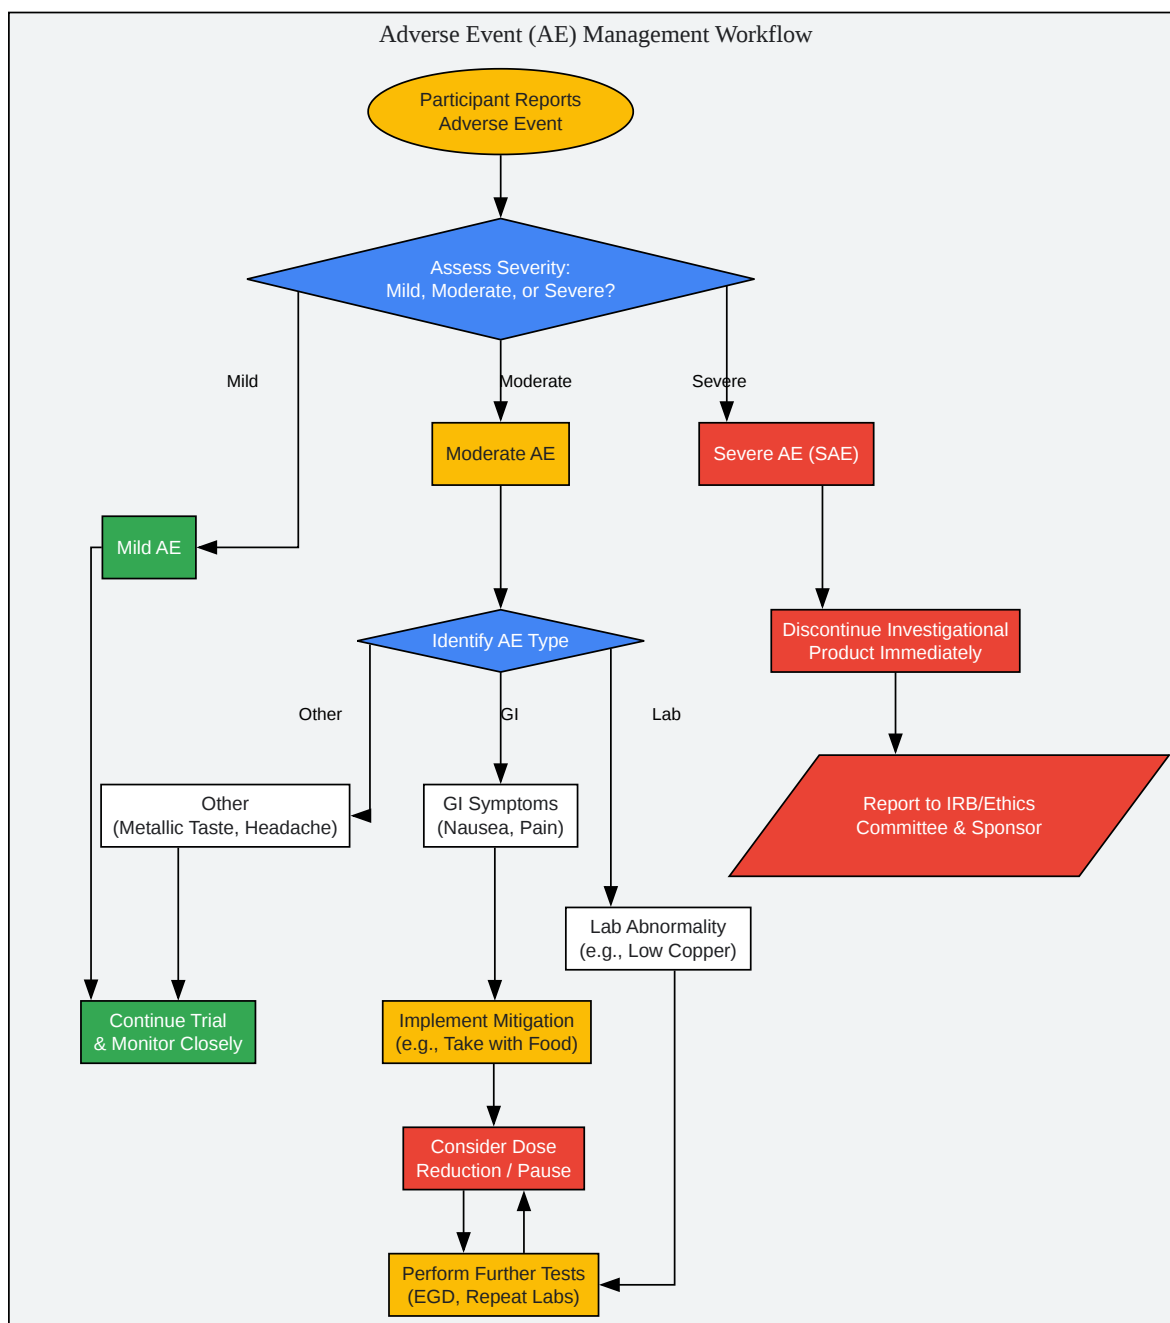 Adverse Event (AE) Management Workflow
Participant Reports
Adverse Event
Assess Severity:
Mild, Moderate, or Severe?
Mild
Moderate
Severe
Moderate AE
Severe AE (SAE)
Mild AE
Discontinue Investigational
Product Immediately
Identify AE Type
Other
GI
Lab
Report to IRB/Ethics
Committee & Sponsor
Other
(Metallic Taste, Headache)
GI Symptoms
(Nausea, Pain)
Lab Abnormality
(e.g., Low Copper)
Continue Trial
& Monitor Closely
Implement Mitigation
(e.g., Take with Food)
Consider Dose
Reduction / Pause
Perform Further Tests
(EGD, Repeat Labs)